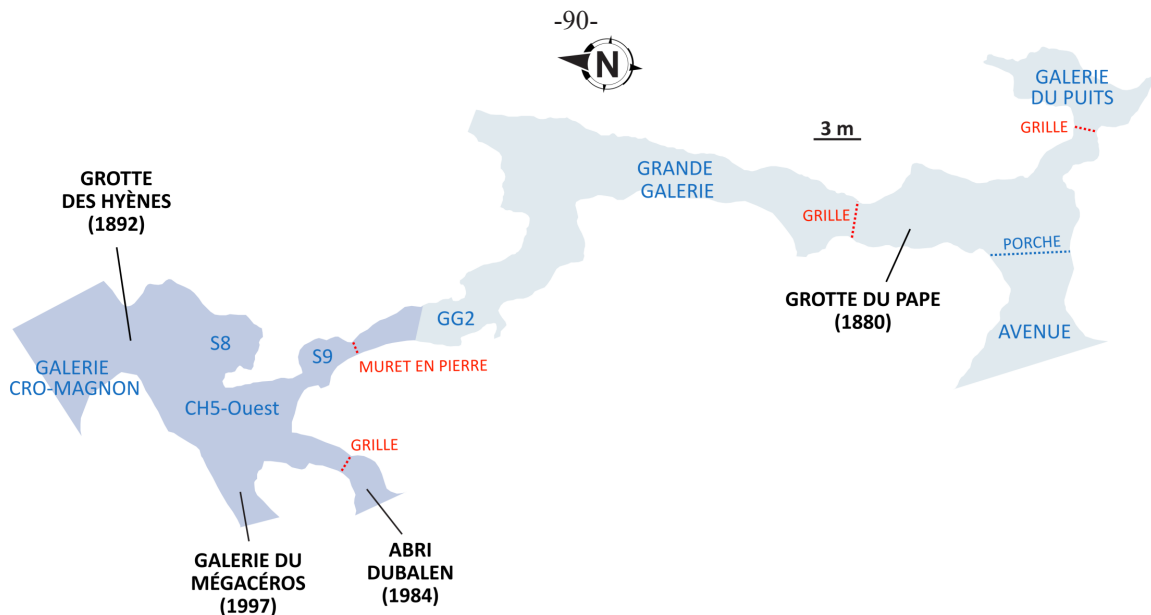 -90-
N
GALERIE
DU PUITS
GRILLE
3 m
GRANDE
GALERIE
GROTTE
DES HYÈNES
(1892)
GRILLE
PORCHE
GROTTE DU PAPE
(1880)
AVENUE
GG2
S8
S9
MURET EN PIERRE
GALERIE
CRO-MAGNON
CH5-Ouest
GRILLE
GALERIE DU
MÉGACÉROS
(1997)
ABRI
DUBALEN
(1984)